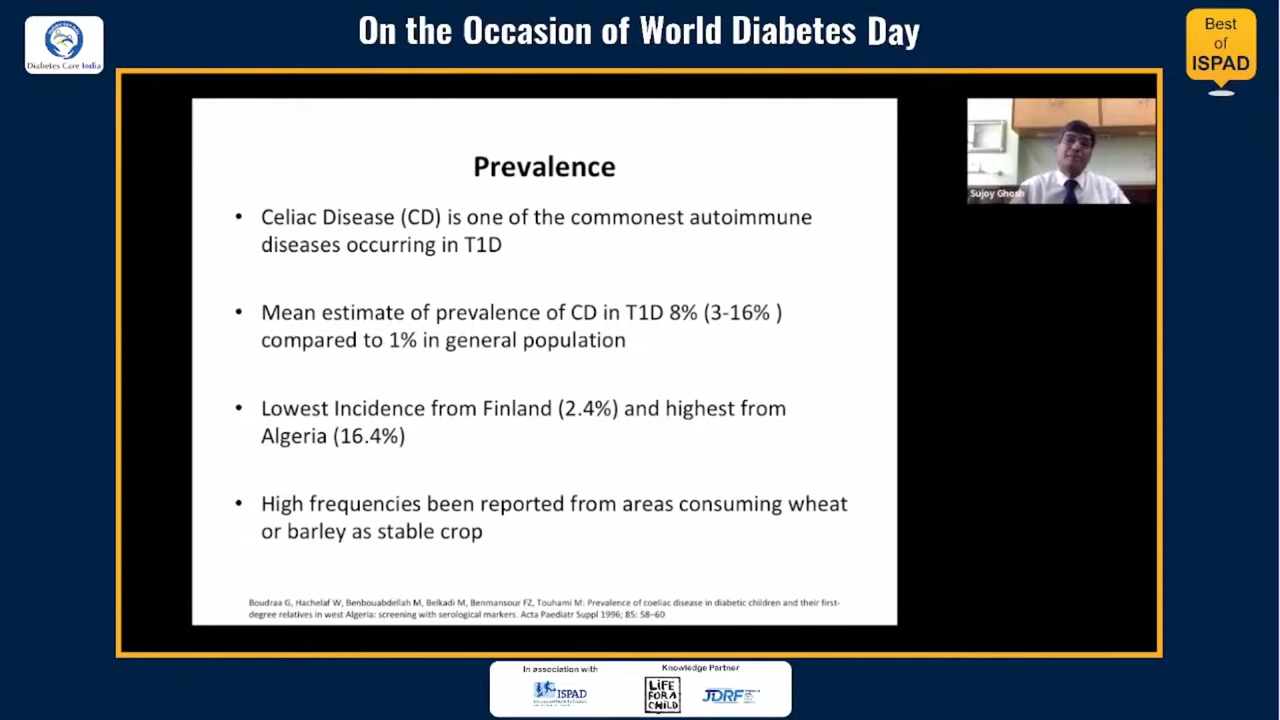 On the Occasion of World Diabetes Day
Diabetes Care India
Best
of
ISPAD
Prevalence
• Celiac Disease (CD) is one of the commonest autoimmune
diseases occurring in T1D
• Mean estimate of prevalence of CD in T1D 8% (3-16% )
compared to 1% in general population
• Lowest Incidence from Finland (2.4%) and highest from
Algeria (16.4%)
• High frequencies been reported from areas consuming wheat
or barley as stable crop
Boudraa G, Hachelaf W, Benbouabdellah M, Belkadi M, Benmansour FZ, Touhami M: Prevalence of coeliac disease in diabetic children and their first-
degree relatives in west Algeria: screening with serological markers. Acta Paediatr Suppl 1996; 85: 58–60
Sujoy Ghosh
In association with
ISPAD
Knowledge Partner
LIFE
FOR A
CHILD
JDRF